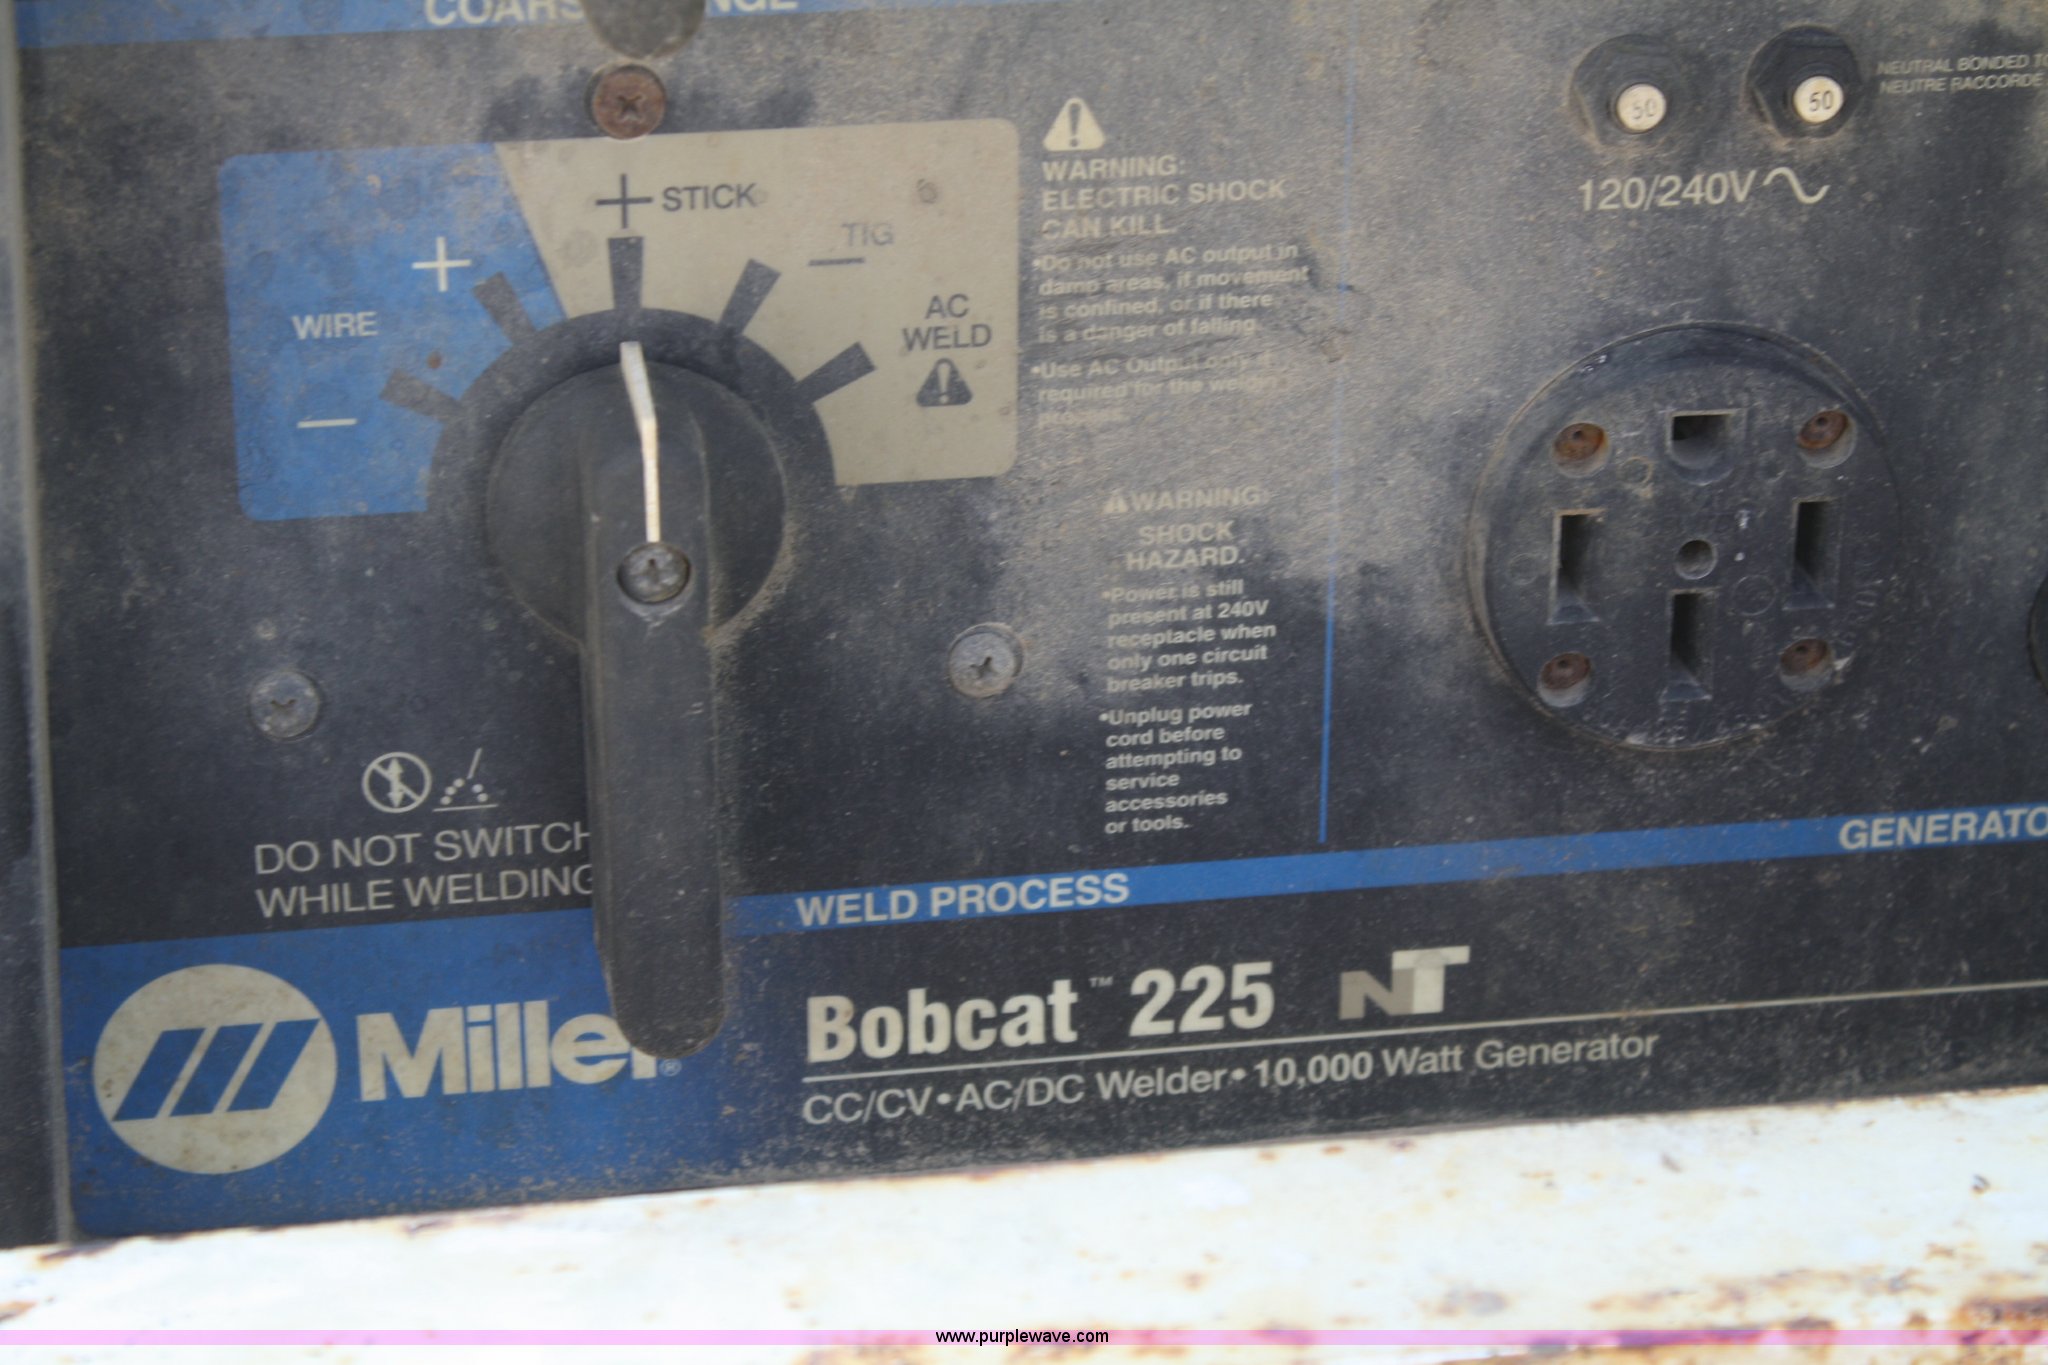 COARS
NGE
50
50
NEUTRAL BONDED TO
NEUTRE RACCORDE
120/240V
+ STICK
TIG
−
+
WIRE
−
AC
WELD
WARNING:
ELECTRIC SHOCK
CAN KILL.
•Do not use AC output in
damp areas, if movement
is confined, or if there
is a danger of falling.
•Use AC Output only if
required for the welding
process.
WARNING:
SHOCK
HAZARD.
•Power is still
present at 240V
receptacle when
only one circuit
breaker trips.
•Unplug power
cord before
attempting to
service
accessories
or tools.
DO NOT SWITCH
WHILE WELDING
WELD PROCESS
GENERATO
Miller®
Bobcat™ 225 NT
CC/CV•AC/DC Welder•10,000 Watt Generator
www.purplewave.com